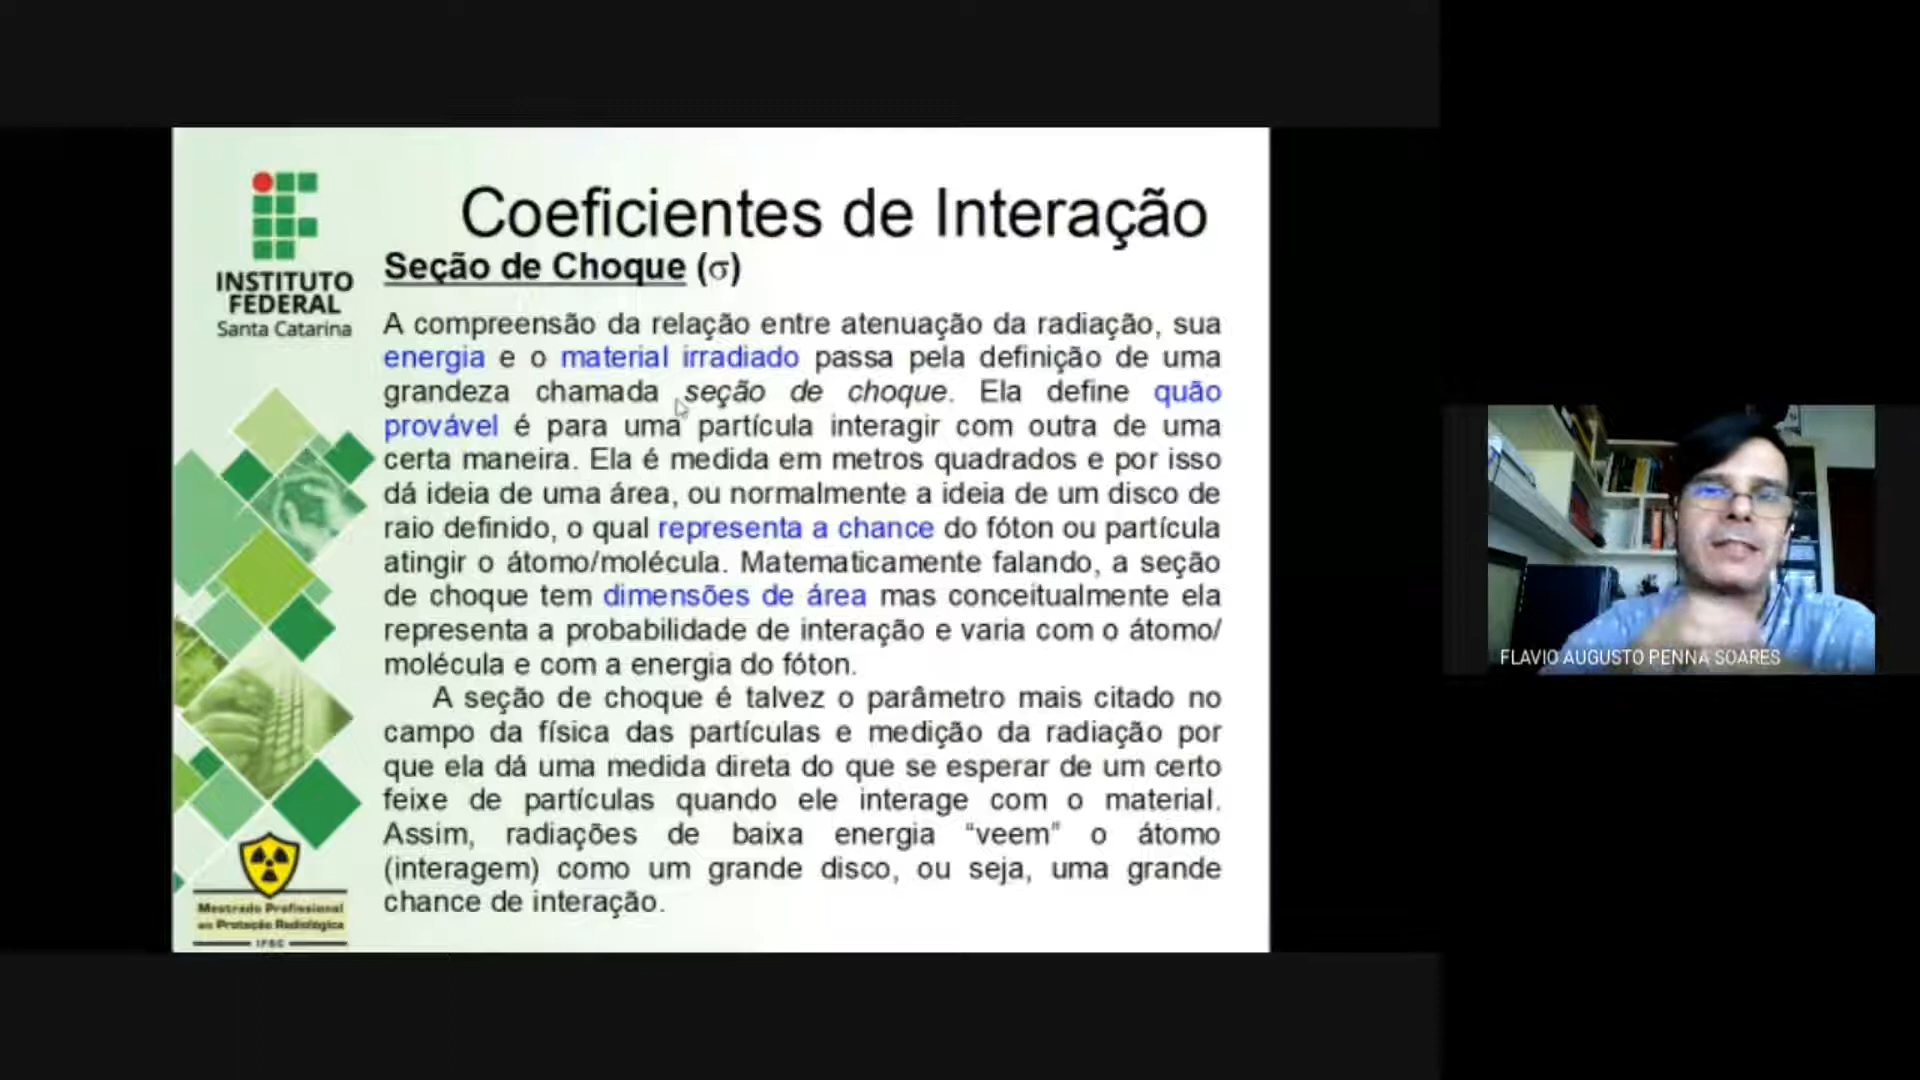 INSTITUTO
FEDERAL
Santa Catarina
Coeficientes de Interação
Seção de Choque (σ)
A compreensão da relação entre atenuação da radiação, sua
energia e o material irradiado passa pela definição de uma
grandeza chamada seção de choque. Ela define quão
provável é para uma partícula interagir com outra de uma
certa maneira. Ela é medida em metros quadrados e por isso
dá ideia de uma área, ou normalmente a ideia de um disco de
raio definido, o qual representa a chance do fóton ou partícula
atingir o átomo/molécula. Matematicamente falando, a seção
de choque tem dimensões de área mas conceitualmente ela
representa a probabilidade de interação e varia com o átomo/
molécula e com a energia do fóton.
A seção de choque é talvez o parâmetro mais citado no
campo da física das partículas e medição da radiação por
que ela dá uma medida direta do que se esperar de um certo
feixe de partículas quando ele interage com o material.
Assim, radiações de baixa energia “veem” o átomo
(interagem) como um grande disco, ou seja, uma grande
chance de interação.
Mestrado Profissional
em Proteção Radiológica
IFSC
FLAVIO AUGUSTO PENNA SOARES